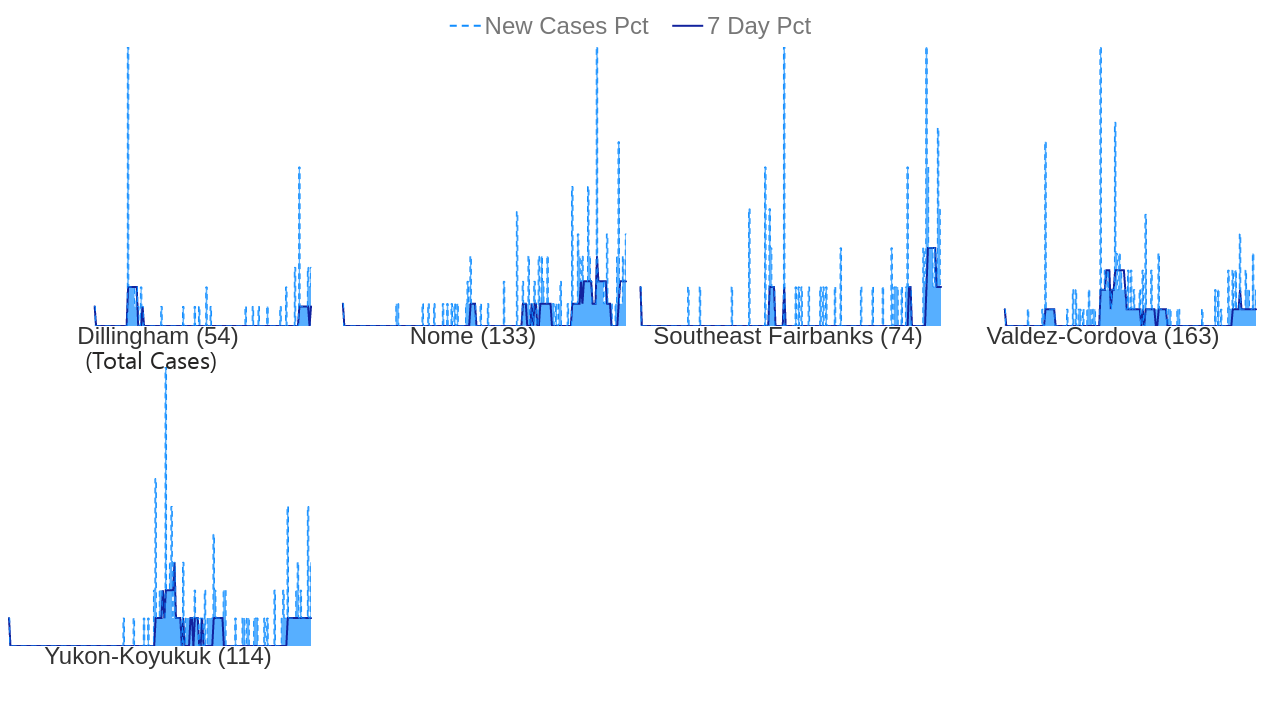 New Cases Pct 7 Day Pct
Dillingham (54) Nome (133) Southeast Fairbanks (74) Valdez-Cordova (163)
(Total Cases)
Yukon-Koyukuk (114)